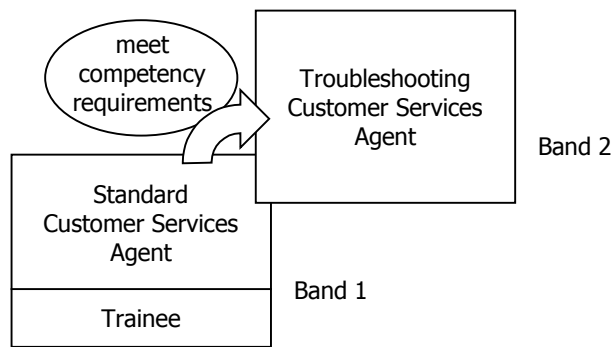 meet
competency
requirements
Troubleshooting
Customer Services
Agent
Band 2
Standard
Customer Services
Agent
Band 1
Trainee